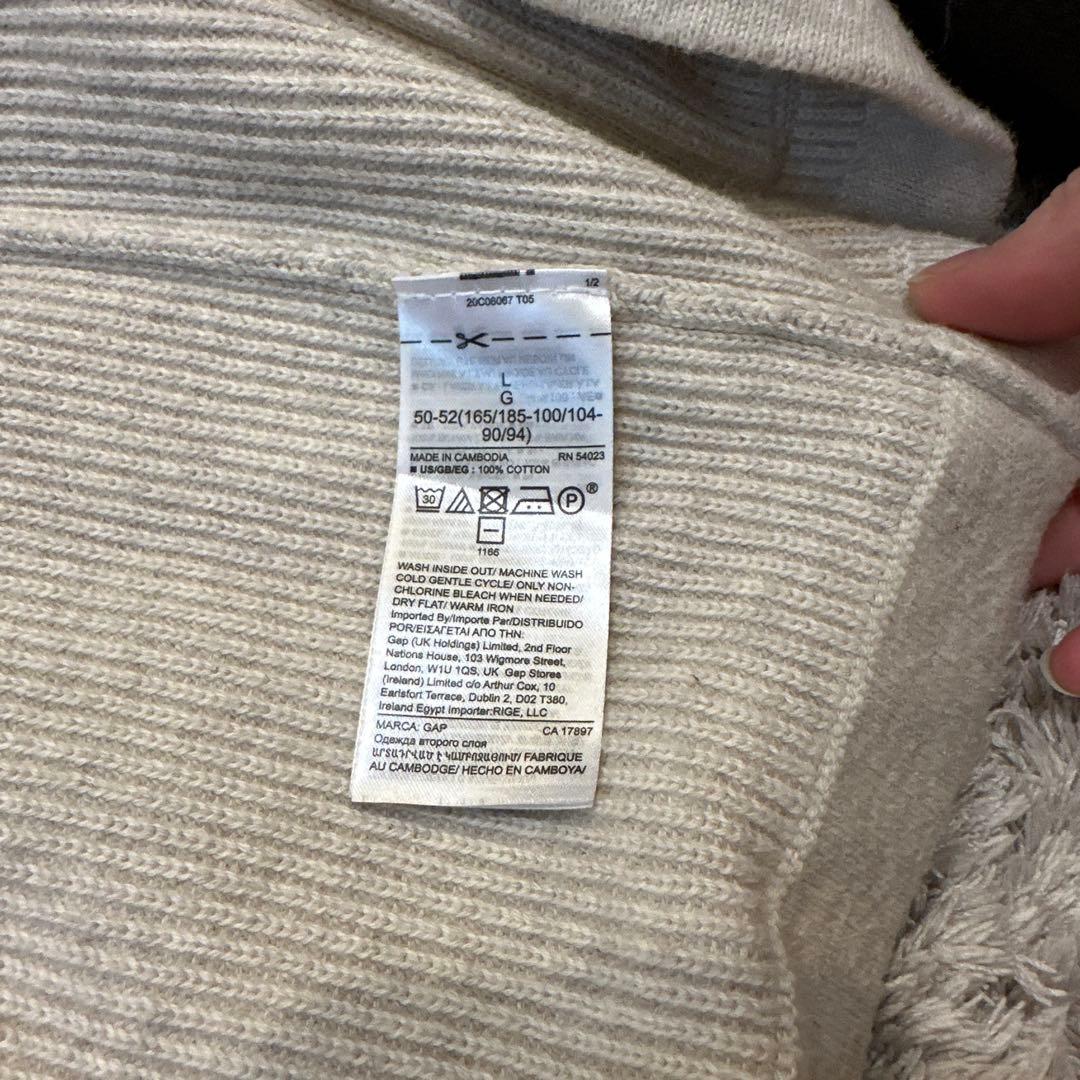 1/2
29C06067 T05
L
G
50-52(165/185-100/104-
90/94)
MADE IN CAMBODIA RN 54023
■ US/GB/EG : 100% COTTON
30 P ®
1166
WASH INSIDE OUT/ MACHINE WASH
COLD GENTLE CYCLE/ ONLY NON-
CHLORINE BLEACH WHEN NEEDED/
DRY FLAT/ WARM IRON
Imported By/Importe Par/DISTRIBUIDO
POR/ΕΙΣΑΓΕΤΑΙ ΑΠΟ ΤΗΝ:
Gap (UK Holdings) Limited, 2nd Floor
Nations House, 103 Wigmore Street,
London, W1U 1QS, UK Gap Stores
(Ireland) Limited c/o Arthur Cox, 10
Earlsfort Terrace, Dublin 2, D02 T380,
Ireland Egypt Importer:RIGE, LLC
MARCA: GAP CA 17897
Одежда второго слоя
ԱՐՏԱԴՐՎԱԾ Է ԿԱՄԲՈՋԱՅՈՒՄ/ FABRIQUE
AU CAMBODGE/ HECHO EN CAMBOYA/